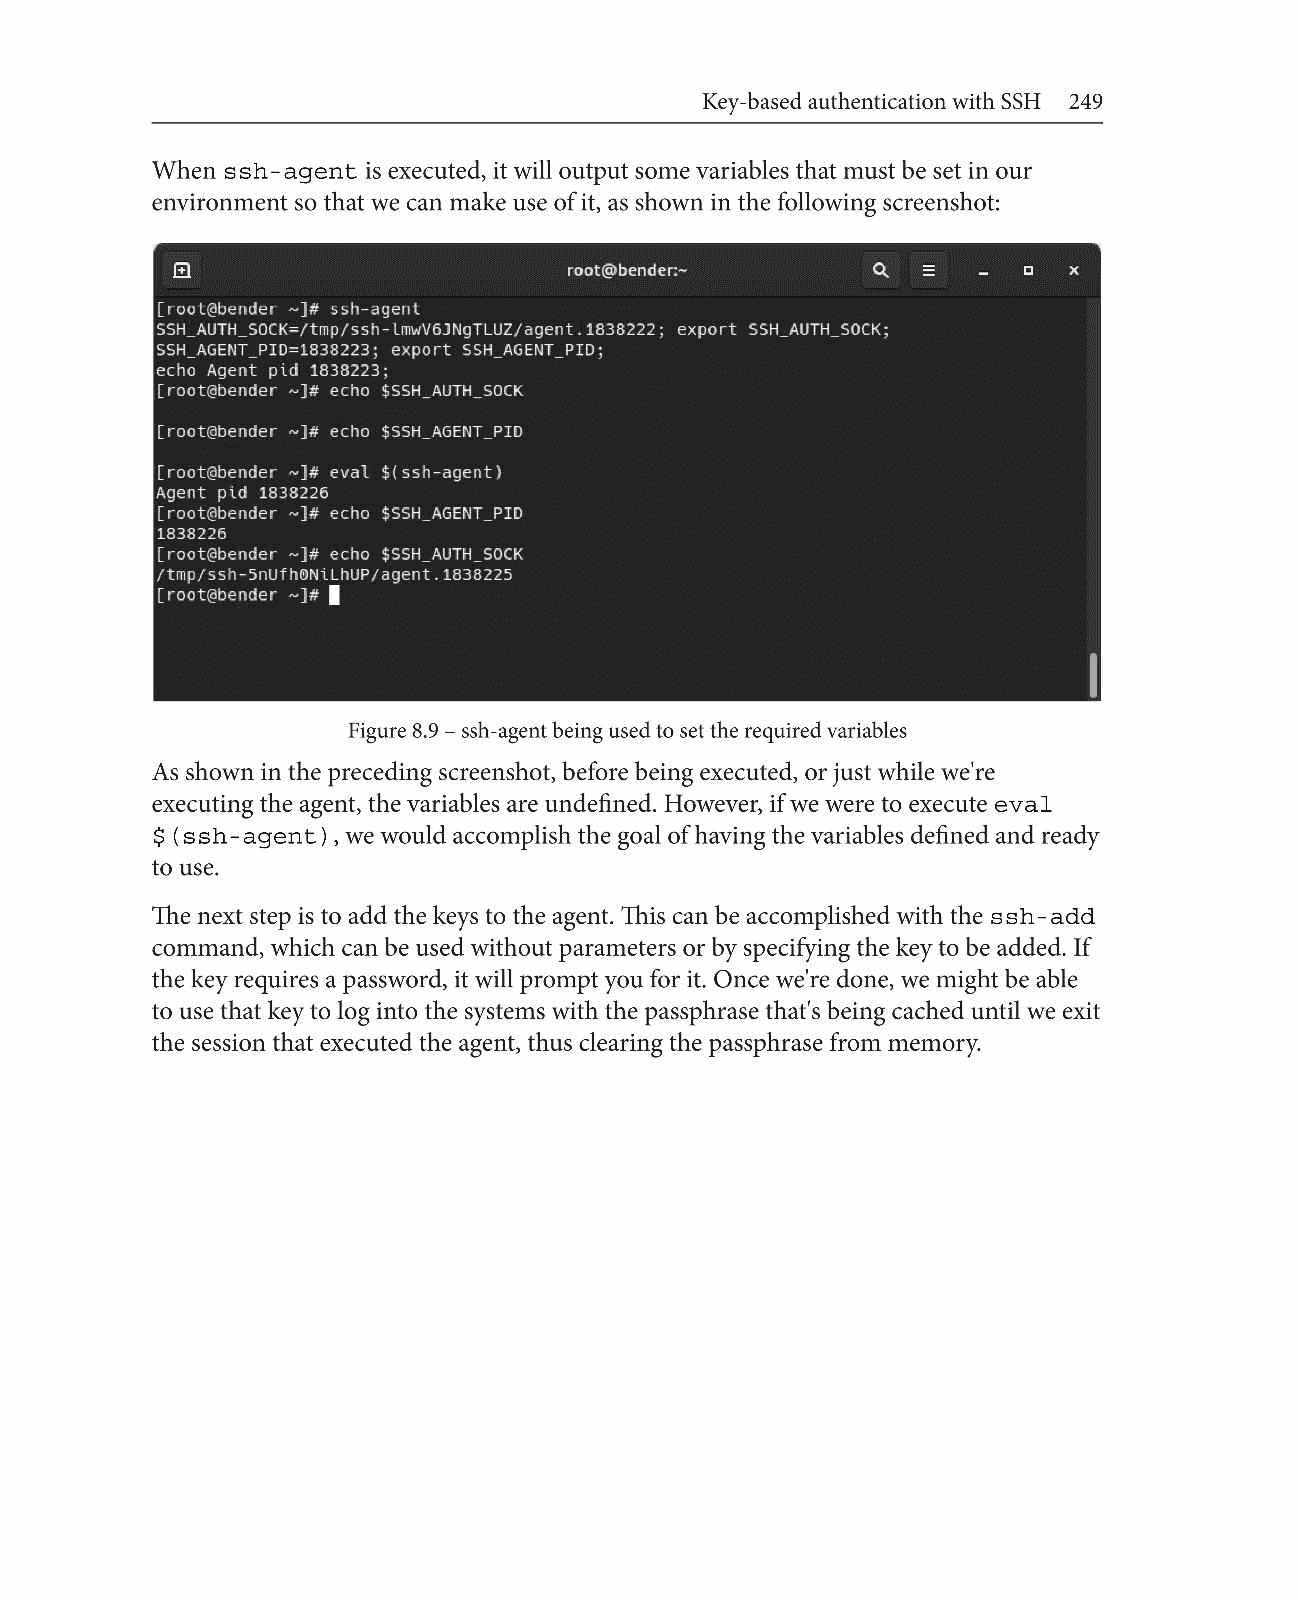 Key-based authentication with SSH 249
When ssh-agent is executed, it will output some variables that must be set in our
environment so that we can make use of it, as shown in the following screenshot:
root@bender:~
[root@bender ~]# ssh-agent
SSH_AUTH_SOCK=/tmp/ssh-lmwV6JNgTLUZ/agent.1838222; export SSH_AUTH_SOCK;
SSH_AGENT_PID=1838223; export SSH_AGENT_PID;
echo Agent pid 1838223;
[root@bender ~]# echo $SSH_AUTH_SOCK
[root@bender ~]# echo $SSH_AGENT_PID
[root@bender ~]# eval $(ssh-agent)
Agent pid 1838226
[root@bender ~]# echo $SSH_AGENT_PID
1838226
[root@bender ~]# echo $SSH_AUTH_SOCK
/tmp/ssh-5nUfh0NiLhUP/agent.1838225
[root@bender ~]#
Figure 8.9 – ssh-agent being used to set the required variables
As shown in the preceding screenshot, before being executed, or just while we're
executing the agent, the variables are undefined. However, if we were to execute eval
$(ssh-agent), we would accomplish the goal of having the variables defined and ready
to use.
The next step is to add the keys to the agent. This can be accomplished with the ssh-add
command, which can be used without parameters or by specifying the key to be added. If
the key requires a password, it will prompt you for it. Once we're done, we might be able
to use that key to log into the systems with the passphrase that's being cached until we exit
the session that executed the agent, thus clearing the passphrase from memory.